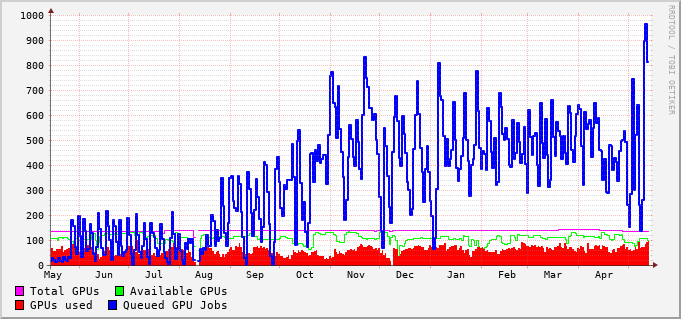 1000
900
800
700
600
500
400
300
200
100
0
May Jun Jul Aug Sep Oct Nov Dec Jan Feb Mar Apr
Total GPUs Available GPUs
GPUs used Queued GPU Jobs
RRDTOOL / TOBI OETIKER